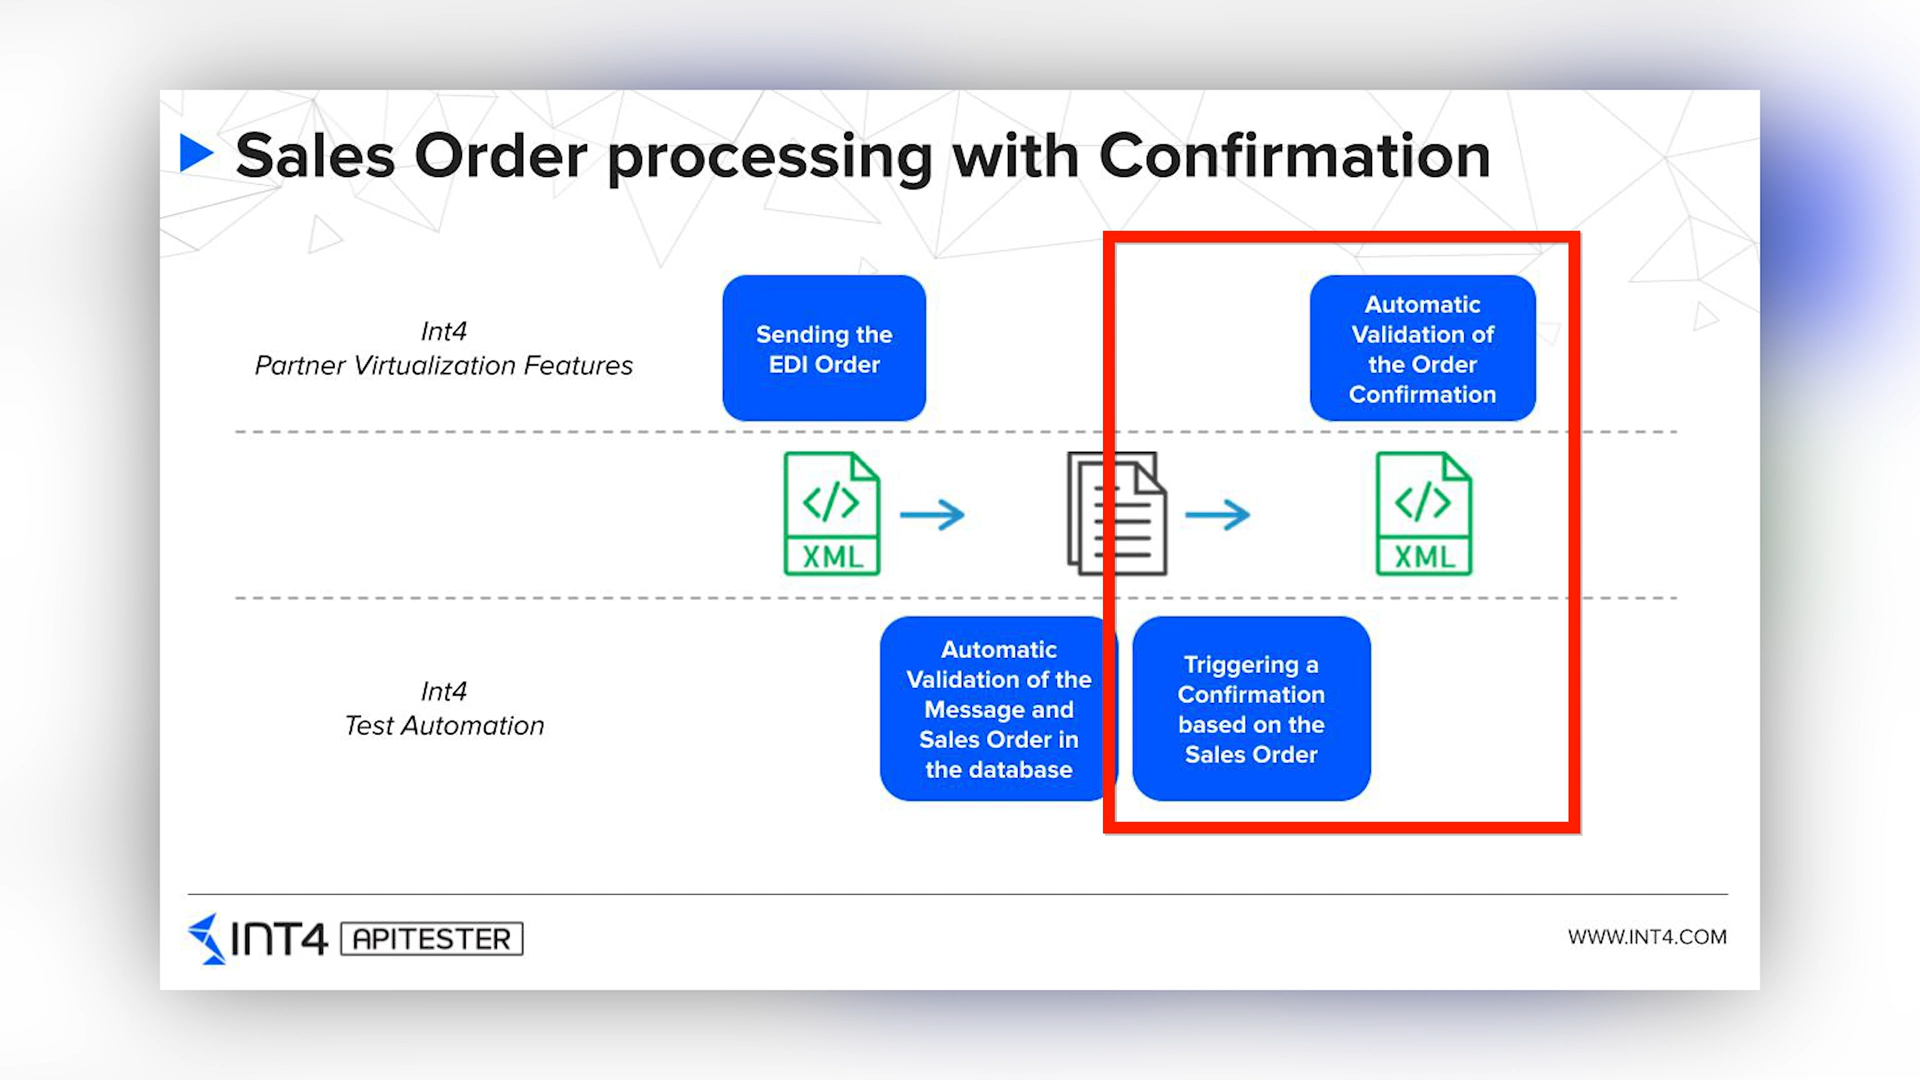 Sales Order processing with Confirmation
Int4
Partner Virtualization Features
Sending the
EDI Order
Automatic
Validation of
the Order
Confirmation
</>
XML
</>
XML
Int4
Test Automation
Automatic
Validation of the
Message and
Sales Order in
the database
Triggering a
Confirmation
based on the
Sales Order
INT4 APITESTER
WWW.INT4.COM